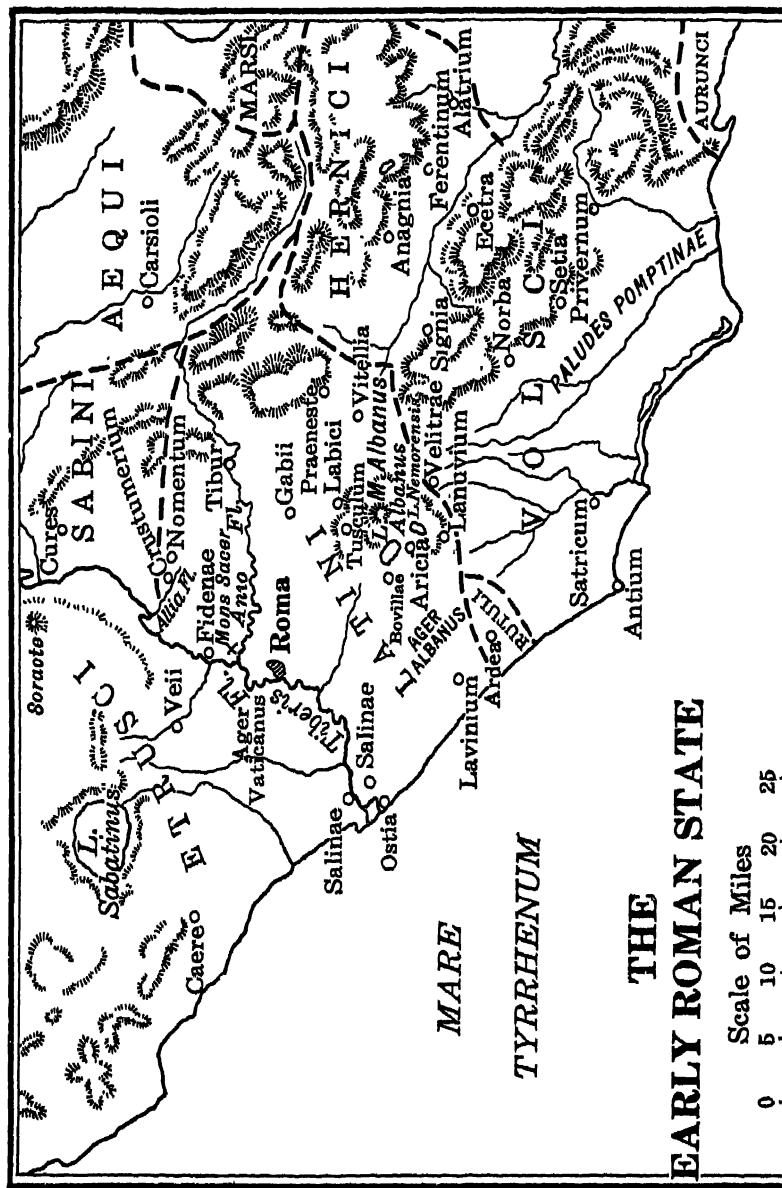 Soracte
Cures
SABINI
AEQUI
MARSI
L.
Sabatinus
ETRUSCI
Veii
Caere
Crustumerium
Nomentum
Allia Fl.
Carsioli
Fidenae
Mons Sacer
Anio Fl.
Tibur
HERNICI
Ager
Vaticanus
Fl.
Tiberis
Roma
Gabii
Praeneste
Labici
Tusculum
Vitellia
Anagnia
Ferentinum
Alatrium
LATINI
Salinae
Salinae
Ostia
Bovillae
L. Albanus
M. Albanus
Aricia
L. Nemorensis
Velitrae
Signia
Ecetra
Lanuvium
AGER
ALBANUS
Lavinium
Ardea
RUTULI
Norba
Setia
Privernum
VOLSCI
Satricum
Antium
PALUDES POMPTINAE
AURUNCI
MARE
TYRRHENUM
THE
EARLY ROMAN STATE
Scale of Miles
0 5 10 15 20 25